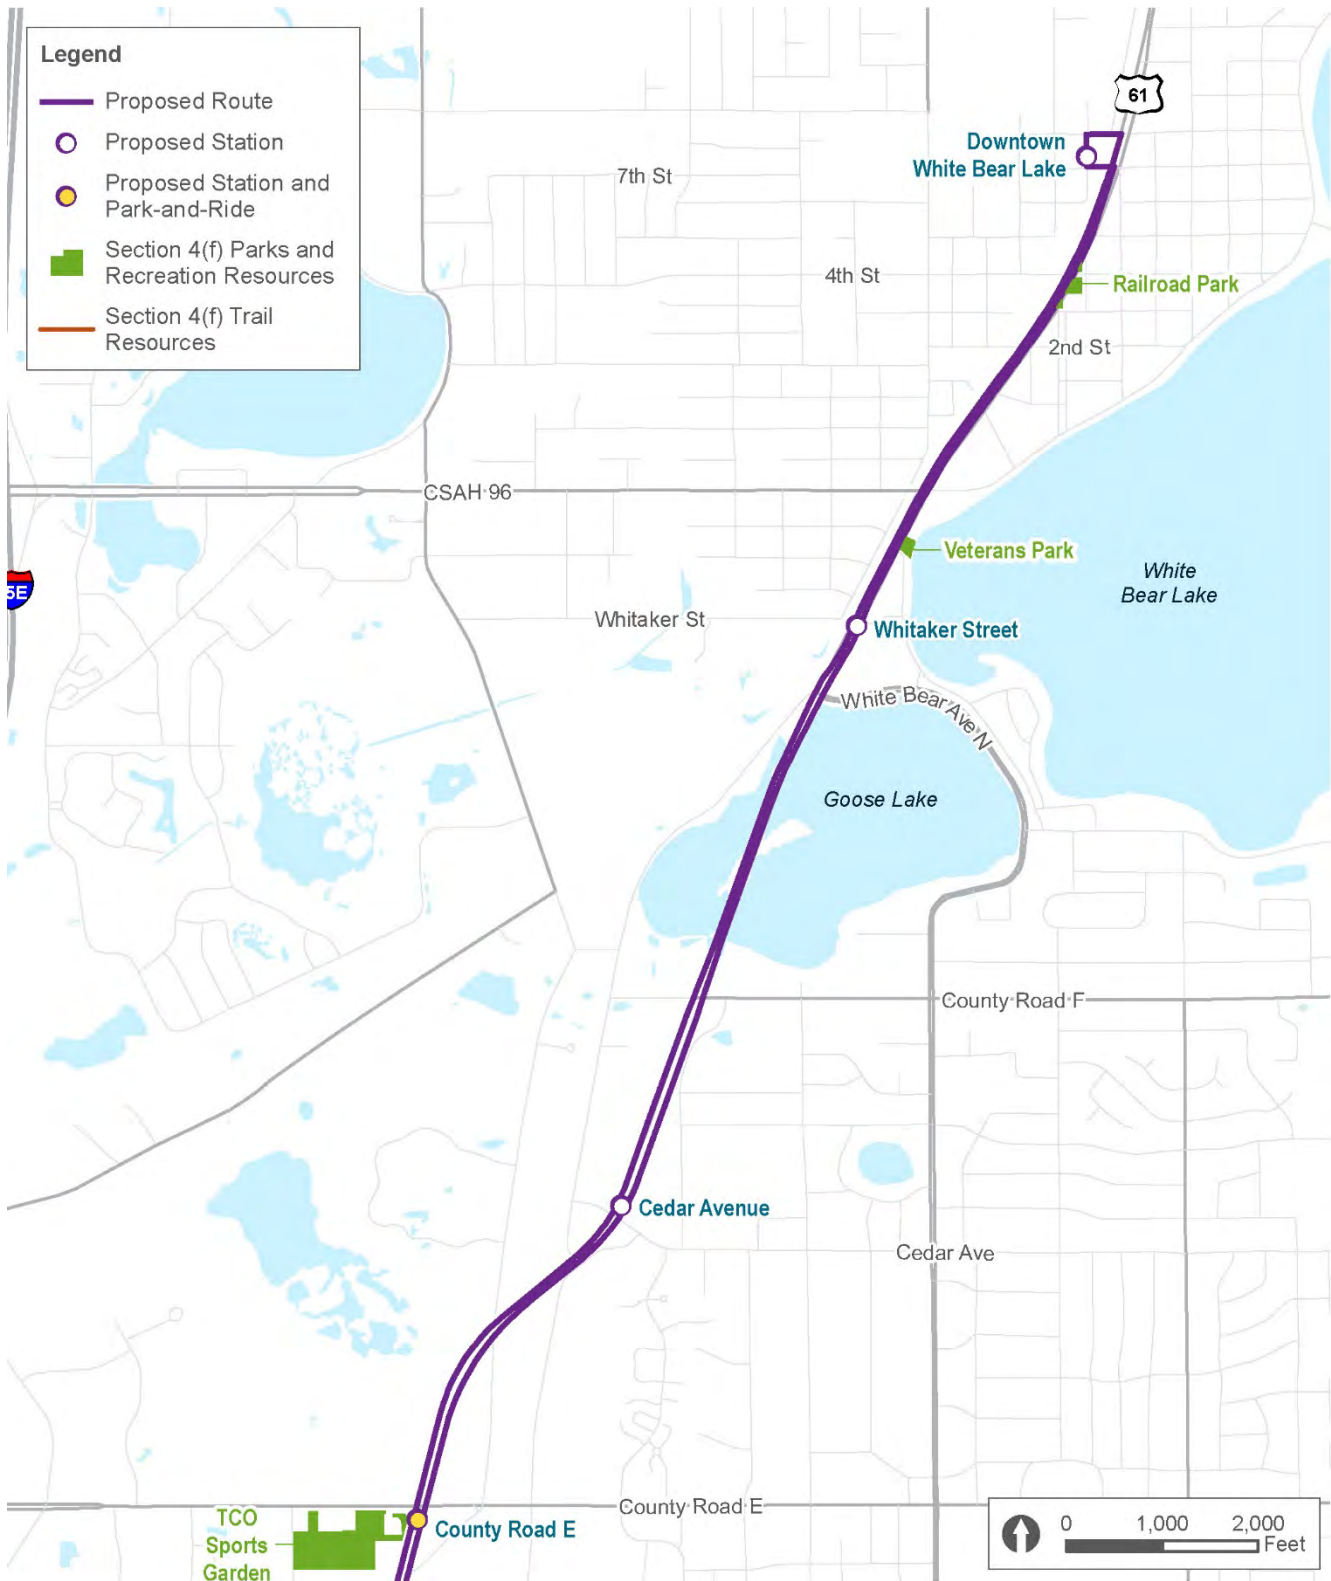 Legend
Proposed Route
Proposed Station
Proposed Station and
Park-and-Ride
Section 4(f) Parks and
Recreation Resources
Section 4(f) Trail
Resources
61
Downtown
White Bear Lake
7th St
4th St
Railroad Park
2nd St
CSAH 96
Veterans Park
White
Bear Lake
5E
Whitaker St
Whitaker Street
White Bear Ave N
Goose Lake
County Road F
Cedar Avenue
Cedar Ave
County Road E
TCO
Sports
Garden
County Road E
0 1,000 2,000
Feet